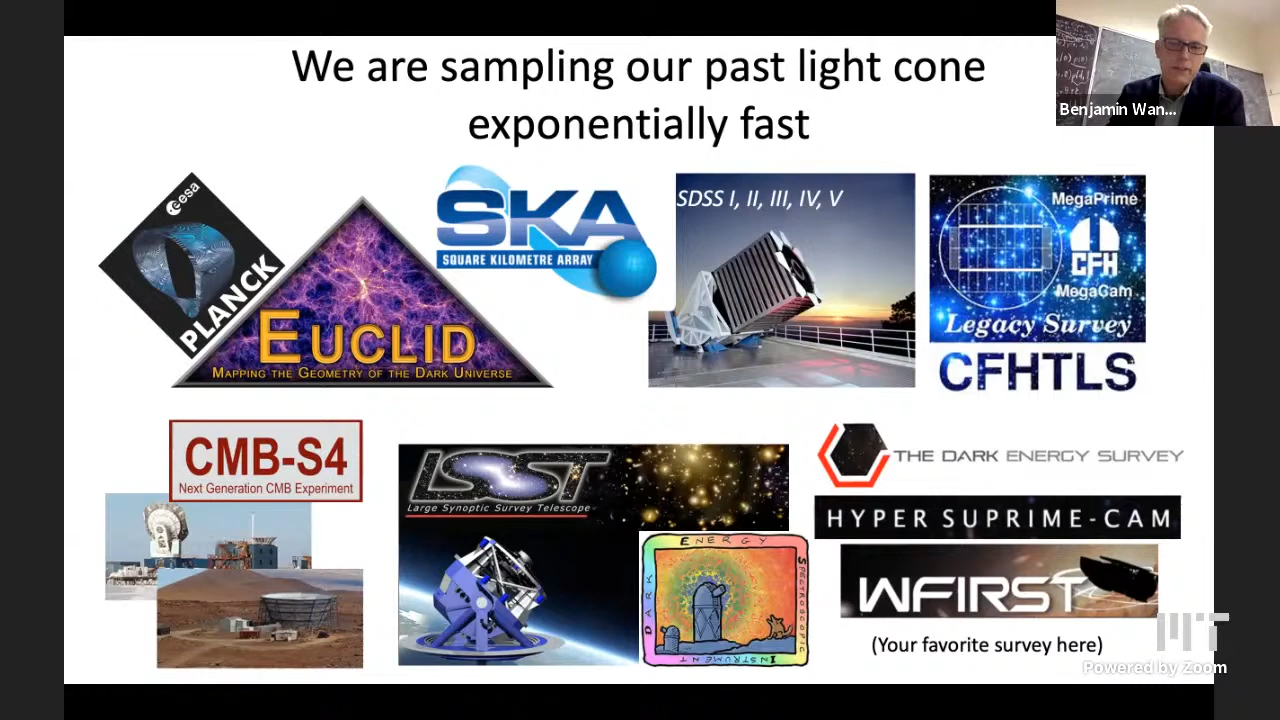 We are sampling our past light cone
exponentially fast
Benjamin Wan...
esa
PLANCK
EUCLID
MAPPING THE GEOMETRY OF THE DARK UNIVERSE
SKA
SQUARE KILOMETRE ARRAY
SDSS I, II, III, IV, V
MegaPrime
CFH
MegaCam
Legacy Survey
CFHTLS
CMB-S4
Next Generation CMB Experiment
LSST
Large Synoptic Survey Telescope
DARK ENERGY SPECTROSCOPIC INSTRUMENT
THE DARK ENERGY SURVEY
HYPER SUPRIME-CAM
WFIRST
(Your favorite survey here)
MIT
Powered by Zoom